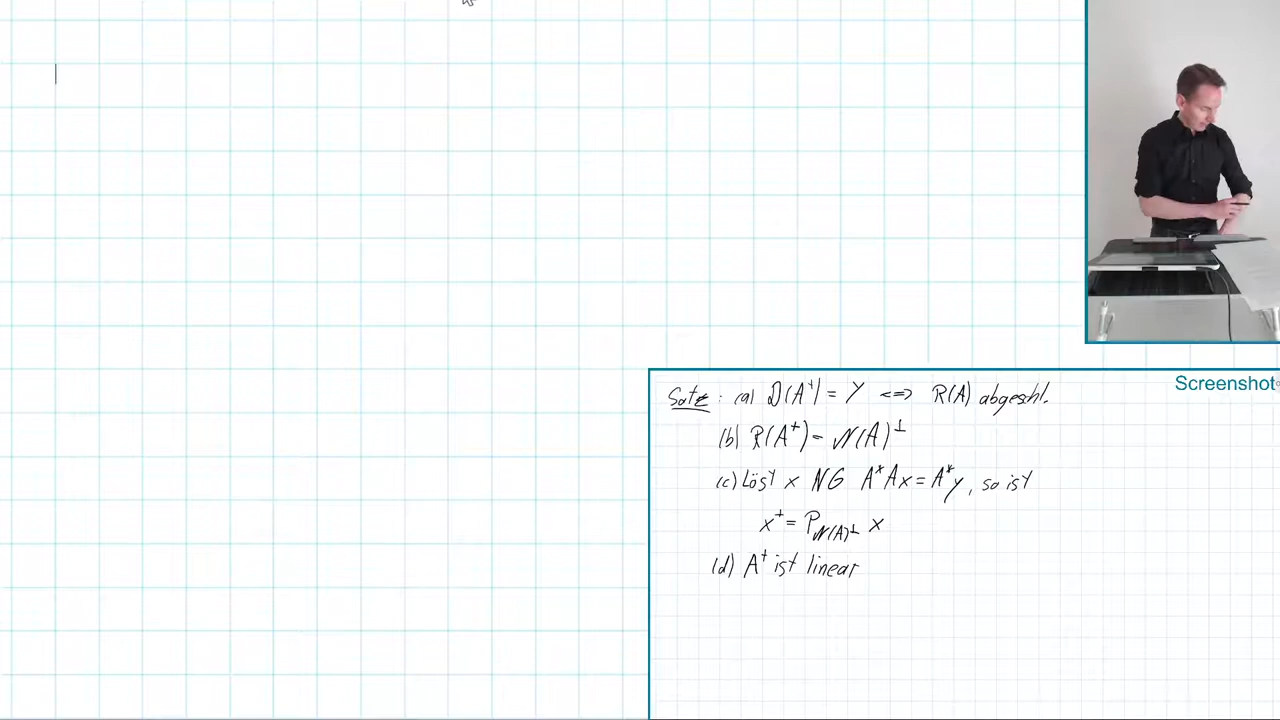 Screenshot
Satz: (a) D(A⁺) = Y ⟺ R(A) abgeschl.
(b) R(A⁺) = N(A)^⊥
(c) Löst x NG A*Ax = A*y, so ist
x⁺ = P_N(A)^⊥ x
(d) A⁺ ist linear